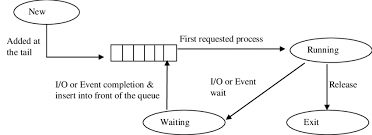 New
Added at
the tail
First requested process
Running
I/O or Event completion &
insert into front of the queue
I/O or Event
wait
Release
Waiting
Exit